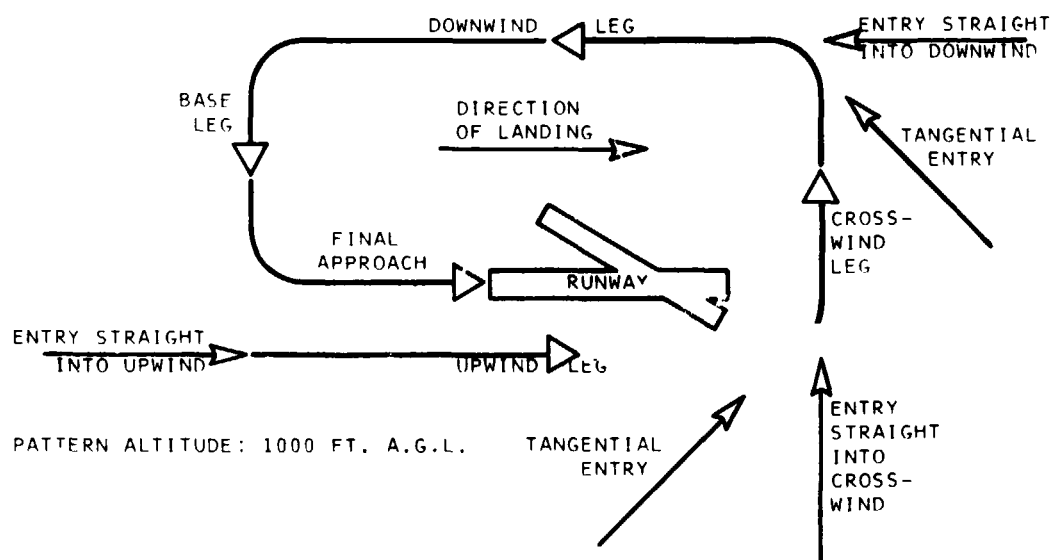 DOWNWIND LEG
ENTRY STRAIGHT
INTO DOWNWIND
BASE
LEG
DIRECTION
OF LANDING
TANGENTIAL
ENTRY
CROSS-
WIND
LEG
FINAL
APPROACH
RUNWAY
ENTRY STRAIGHT
INTO UPWIND
UPWIND LEG
ENTRY
STRAIGHT
INTO
CROSS-
WIND
PATTERN ALTITUDE: 1000 FT. A.G.L.
TANGENTIAL
ENTRY